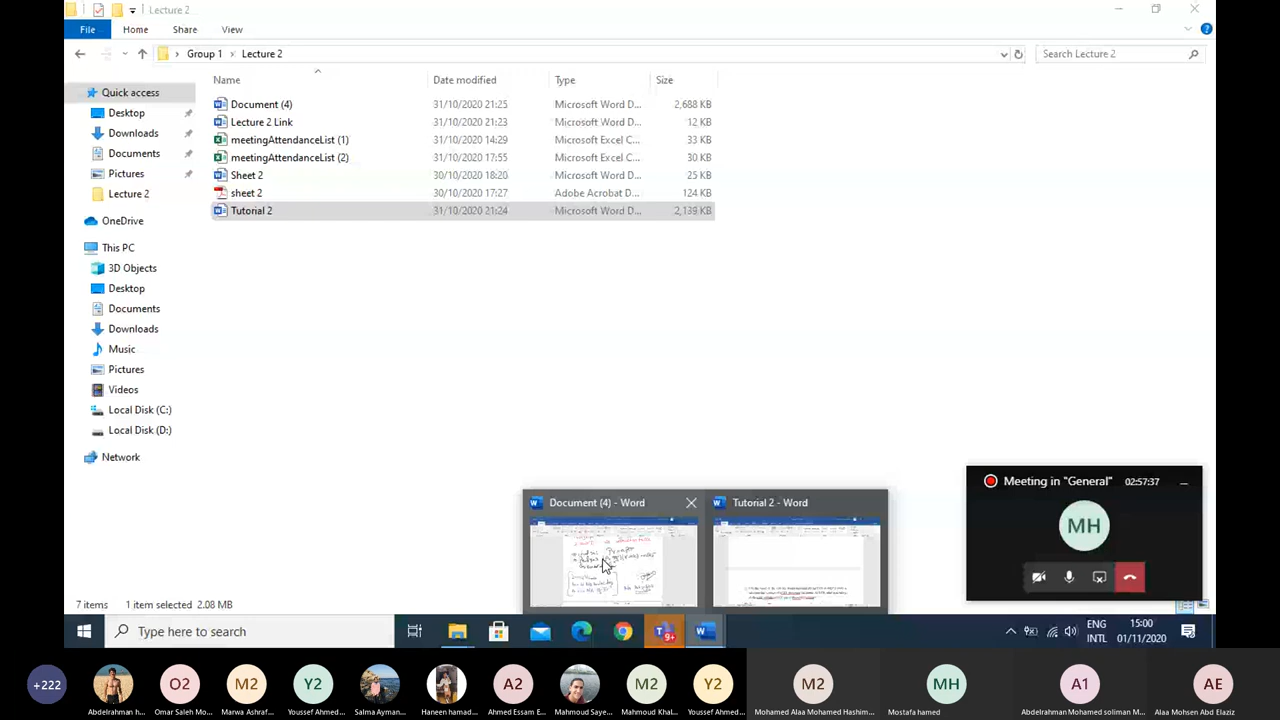 Lecture 2
File Home Share View
Group 1 Lecture 2
Search Lecture 2
Name Date modified Type Size
Quick access
Desktop
Downloads
Documents
Pictures
Lecture 2
OneDrive
This PC
3D Objects
Desktop
Documents
Downloads
Music
Pictures
Videos
Local Disk (C:)
Local Disk (D:)
Network
Document (4) 31/10/2020 21:25 Microsoft Word D... 2,688 KB
Lecture 2 Link 31/10/2020 21:23 Microsoft Word D... 12 KB
meetingAttendanceList (1) 31/10/2020 14:29 Microsoft Excel C... 33 KB
meetingAttendanceList (2) 31/10/2020 17:55 Microsoft Excel C... 30 KB
Sheet 2 30/10/2020 18:20 Microsoft Word D... 25 KB
sheet 2 30/10/2020 17:27 Adobe Acrobat D... 124 KB
Tutorial 2 31/10/2020 21:24 Microsoft Word D... 2,139 KB
Document (4) - Word
Tutorial 2 - Word
Meeting in "General" 02:57:37
MH
7 items 1 item selected 2.08 MB
Type here to search
9+
ENG
INTL
15:00
01/11/2020
+222 O2 M2 Y2 A2 M2 Y2 M2 MH A1 AE
Abdelrahman h... Omar Saleh Mo... Marwa Ashraf... Youssef Ahmed... Salma Ayman... Haneen hamad... Ahmed Essam E... Mahmoud Saye... Mahmoud Khal... Youssef Ahmed... Mohamed Alaa Mohamed Hashim... Mostafa hamed Abdelrahman Mohamed soliman M... Alaa Mohsen Abd Elaziz